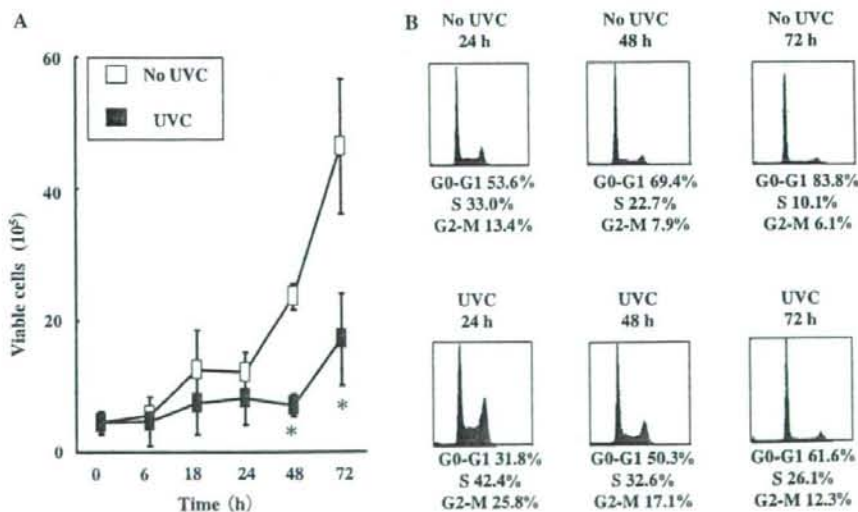 A
60
40
20
0
Viable cells (10⁵)
No UVC
UVC
*
*
0 6 18 24 48 72
Time (h)
B
No UVC
24 h
G0-G1 53.6%
S 33.0%
G2-M 13.4%
No UVC
48 h
G0-G1 69.4%
S 22.7%
G2-M 7.9%
No UVC
72 h
G0-G1 83.8%
S 10.1%
G2-M 6.1%
UVC
24 h
G0-G1 31.8%
S 42.4%
G2-M 25.8%
UVC
48 h
G0-G1 50.3%
S 32.6%
G2-M 17.1%
UVC
72 h
G0-G1 61.6%
S 26.1%
G2-M 12.3%